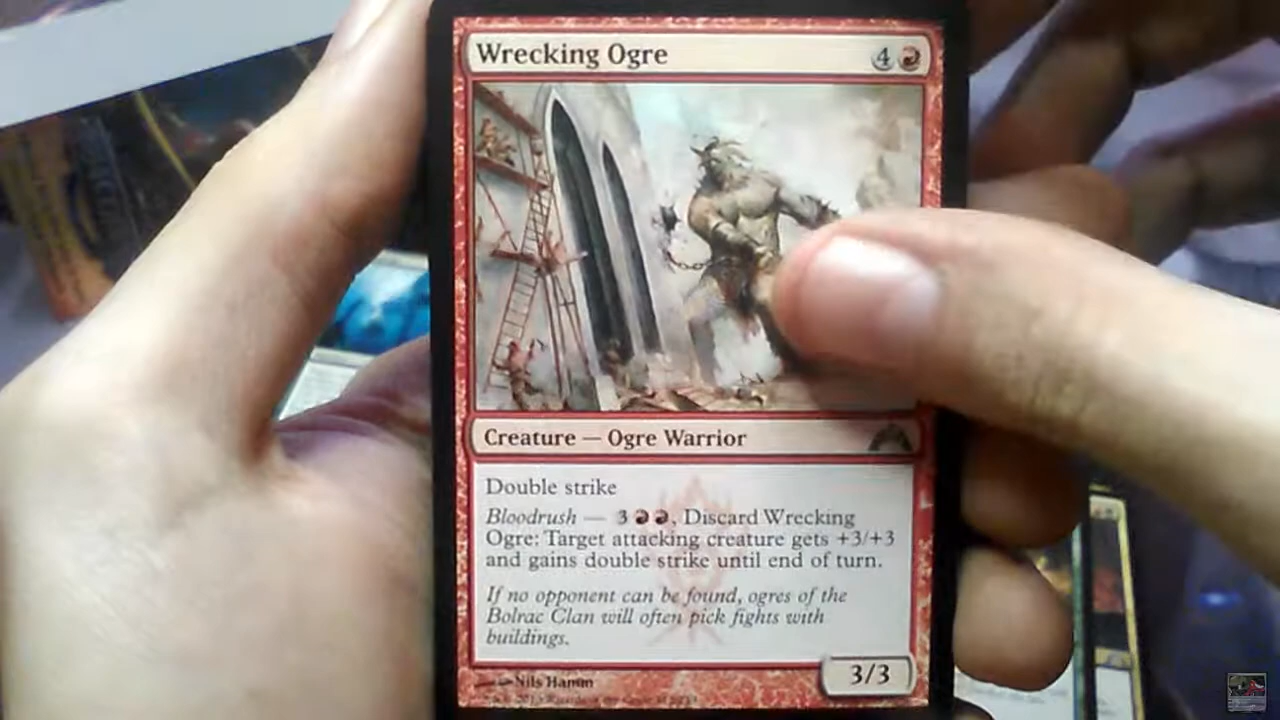 Wrecking Ogre 4
Creature — Ogre Warrior
Double strike
Bloodrush — 3, Discard Wrecking
Ogre: Target attacking creature gets +3/+3
and gains double strike until end of turn.
If no opponent can be found, ogres of the
Bolrac Clan will often pick fights with
buildings.
Nils Hamm
3/3